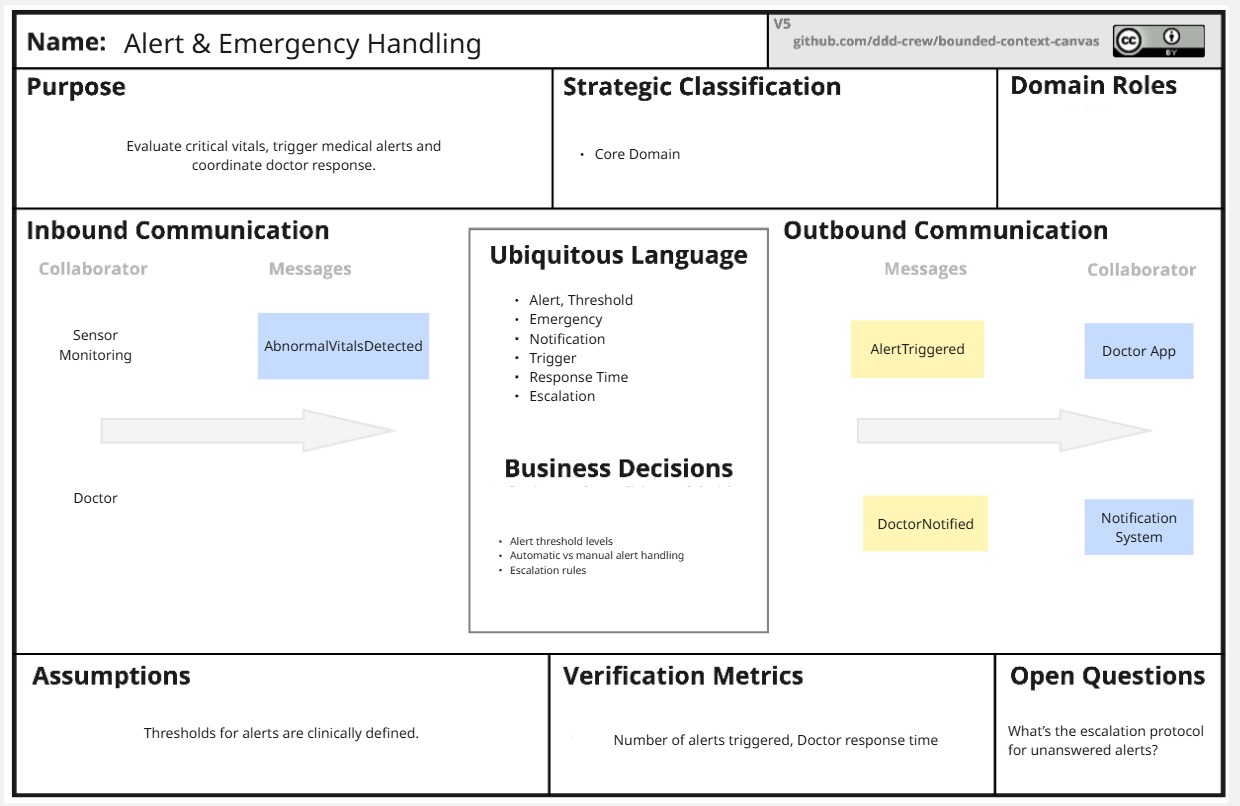 Name: Alert & Emergency Handling
V5
github.com/ddd-crew/bounded-context-canvas
cc
BY
Purpose
Evaluate critical vitals, trigger medical alerts and
coordinate doctor response.
Strategic Classification
• Core Domain
Domain Roles
Inbound Communication
Collaborator
Messages
Sensor
Monitoring
AbnormalVitalsDetected
Doctor
Ubiquitous Language
• Alert, Threshold
• Emergency
• Notification
• Trigger
• Response Time
• Escalation
Business Decisions
• Alert threshold levels
• Automatic vs manual alert handling
• Escalation rules
Outbound Communication
Messages
Collaborator
AlertTriggered
Doctor App
DoctorNotified
Notification
System
Assumptions
Thresholds for alerts are clinically defined.
Verification Metrics
Number of alerts triggered, Doctor response time
Open Questions
What's the escalation protocol
for unanswered alerts?